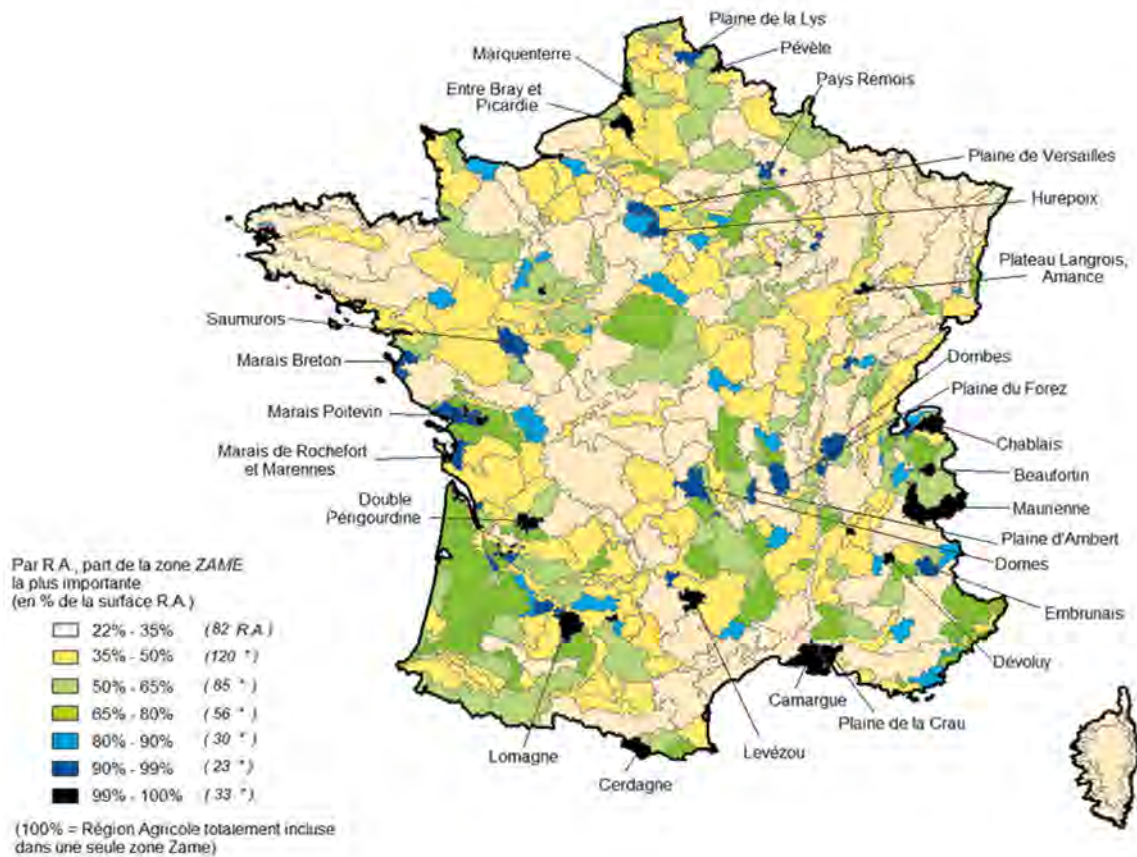 Plaine de la Lys
Marquenterre
Pévèle
Entre Bray et
Picardie
Pays Remois
Plaine de Versailles
Hurepoix
Plateau Langrois,
Amance
Saumurois
Marais Breton
Dombes
Plaine du Forez
Marais Poitevin
Marais de Rochefort
et Marennes
Chablais
Beaufortin
Double
Périgourdine
Maurienne
Plaine d'Ambert
Domes
Embrunais
Dévoluy
Camargue
Plaine de la Crau
Levézou
Lomagne
Cerdagne
Par R.A., part de la zone ZAME
la plus importante
(en % de la surface R.A.)
22% - 35% (82 R.A)
35% - 50% (120 ")
50% - 65% (85 ")
65% - 80% (56 ")
80% - 90% (30 ")
90% - 99% (23 ")
99% - 100% (33 ")
(100% = Région Agricole totalement incluse
dans une seule zone Zame)